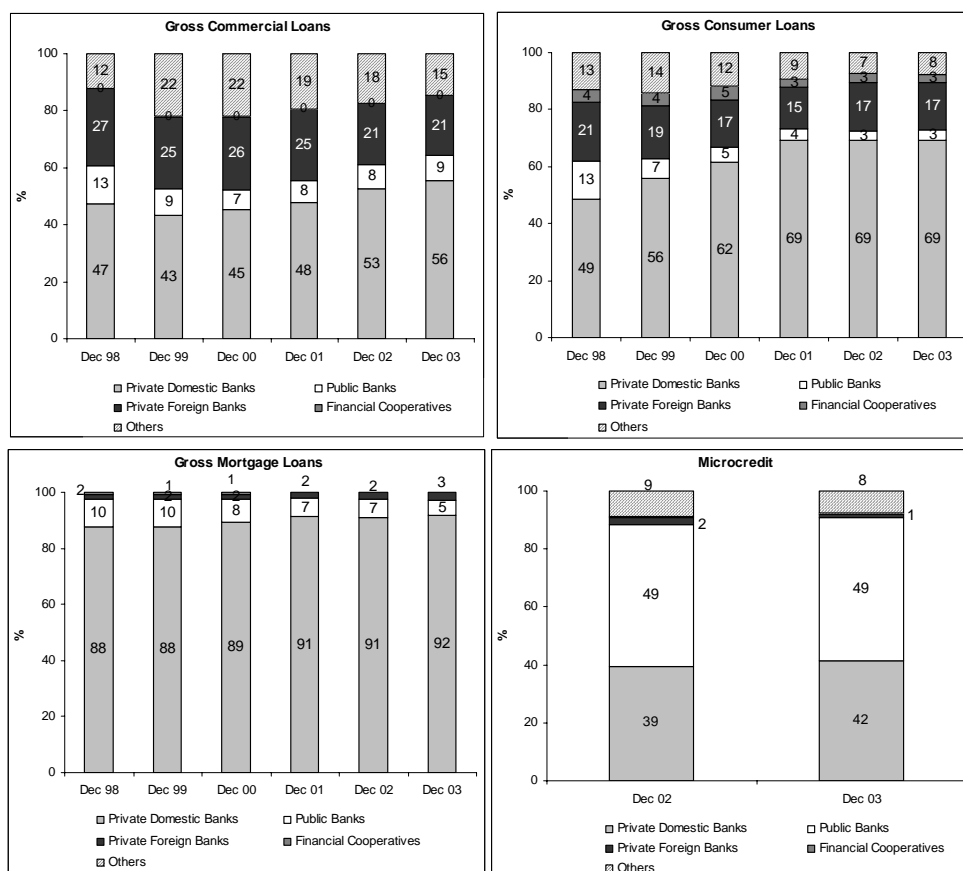 Gross Commercial Loans
100
80
60
40
20
0
%
12 22 22 19 18 15
0 0 0 0 0 0
27 25 26 25 21 21
13 9 7 8 8 9
47 43 45 48 53 56
Dec 98 Dec 99 Dec 00 Dec 01 Dec 02 Dec 03
Private Domestic Banks Public Banks
Private Foreign Banks Financial Cooperatives
Others
Gross Consumer Loans
100
80
60
40
20
0
%
13 14 12 9 7 8
4 4 5 3 3 3
21 19 17 15 17 17
13 7 5 4 3 3
49 56 62 69 69 69
Dec 98 Dec 99 Dec 00 Dec 01 Dec 02 Dec 03
Private Domestic Banks Public Banks
Private Foreign Banks Financial Cooperatives
Others
Gross Mortgage Loans
100
80
60
40
20
0
%
2 1 1 2 2 3
2 2
10 10 8 7 7 5
88 88 89 91 91 92
Dec 98 Dec 99 Dec 00 Dec 01 Dec 02 Dec 03
Private Domestic Banks Public Banks
Private Foreign Banks Financial Cooperatives
Others
Microcredit
100
80
60
40
20
0
%
9 8
2 1
49 49
39 42
Dec 02 Dec 03
Private Domestic Banks Public Banks
Private Foreign Banks Financial Cooperatives
Others